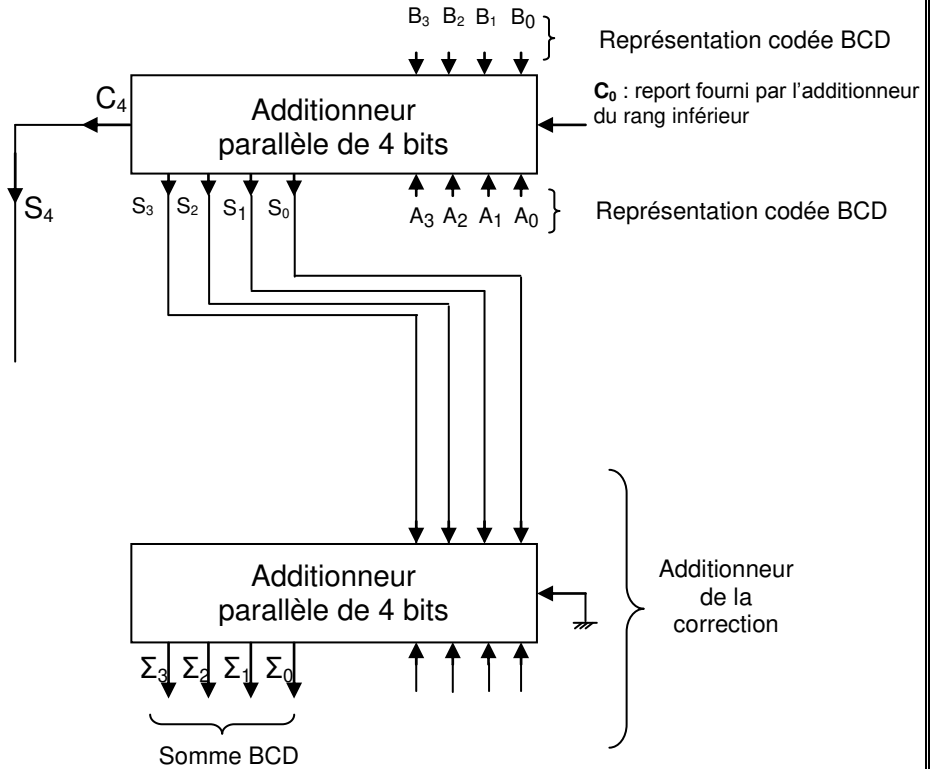 B₃ B₂ B₁ B₀
Représentation codée BCD
C₄
Additionneur
parallèle de 4 bits
C₀ : report fourni par l'additionneur
du rang inférieur
S₄
S₃ S₂ S₁ S₀
A₃ A₂ A₁ A₀
Représentation codée BCD
Additionneur
parallèle de 4 bits
Additionneur
de la
correction
Σ₃ Σ₂ Σ₁ Σ₀
Somme BCD